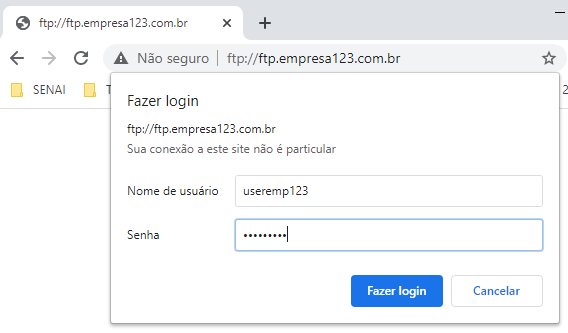 ftp://ftp.empresa123.com.br
Não seguro | ftp://ftp.empresa123.com.br
SENAI
Fazer login
ftp://ftp.empresa123.com.br
Sua conexão a este site não é particular
Nome de usuário useremp123
Senha •••••••••
Fazer login Cancelar